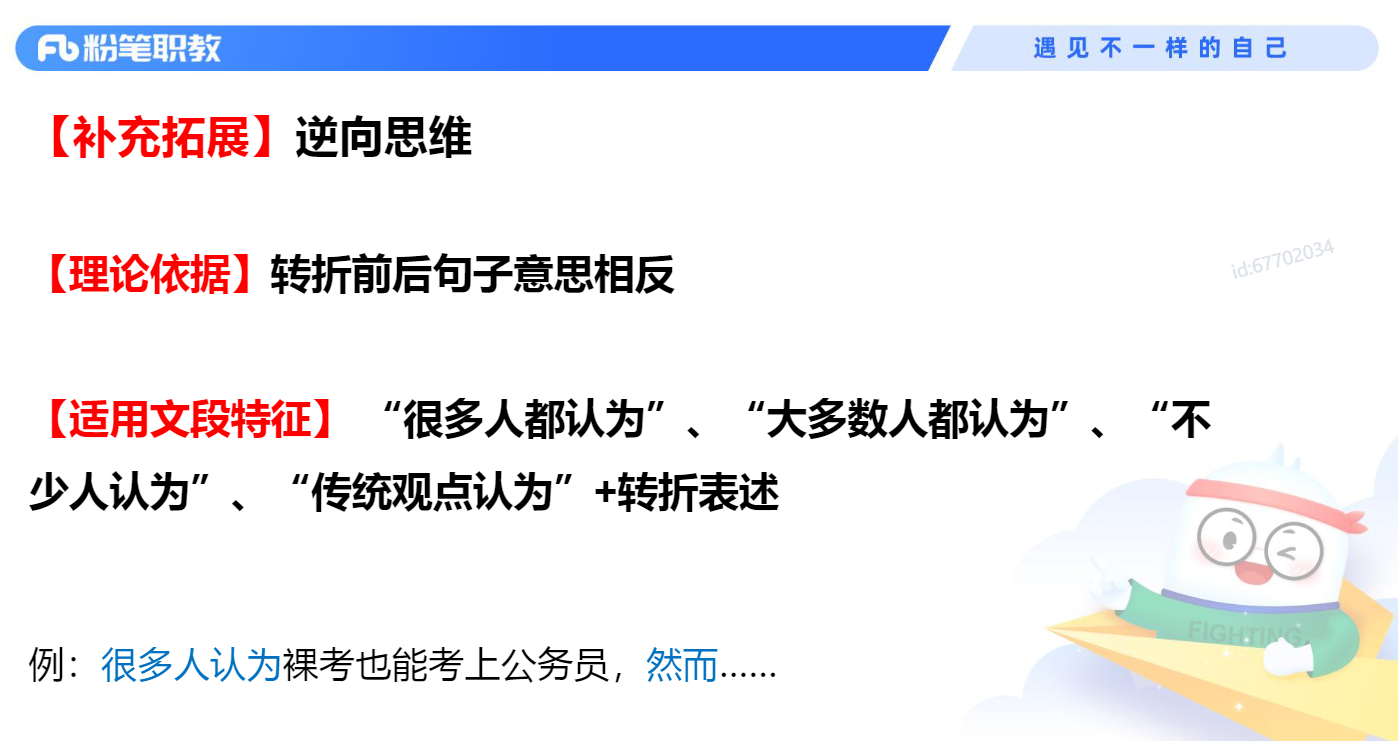 粉笔职教
遇见不一样的自己
【补充拓展】逆向思维
【理论依据】转折前后句子意思相反
id:67702034
【适用文段特征】“很多人都认为”、“大多数人都认为”、“不
少人认为”、“传统观点认为”+转折表述
例：很多人认为裸考也能考上公务员，然而……
FIGHTING